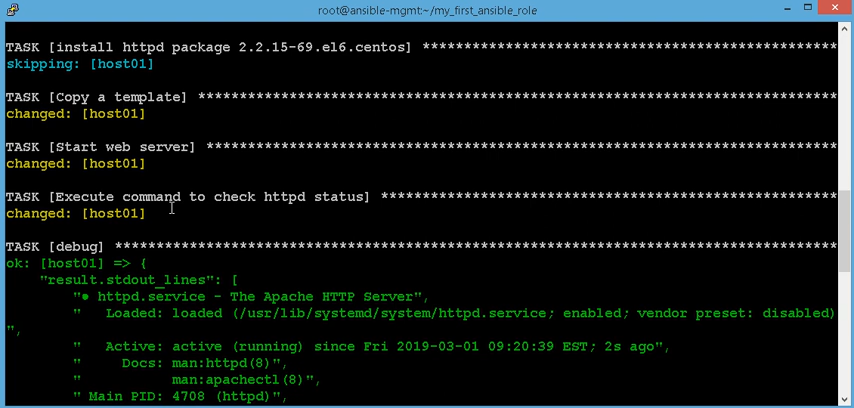 root@ansible-mgmt:~/my_first_ansible_role
TASK [install httpd package 2.2.15-69.el6.centos] **************************************************
skipping: [host01]
TASK [Copy a template] *****************************************************************************
changed: [host01]
TASK [Start web server] ****************************************************************************
changed: [host01]
TASK [Execute command to check httpd status] *******************************************************
changed: [host01]
TASK [debug] ***************************************************************************************
ok: [host01] => {
    "result.stdout_lines": [
        "● httpd.service - The Apache HTTP Server",
        "   Loaded: loaded (/usr/lib/systemd/system/httpd.service; enabled; vendor preset: disabled)
",
        "   Active: active (running) since Fri 2019-03-01 09:20:39 EST; 2s ago",
        "     Docs: man:httpd(8)",
        "           man:apachectl(8)",
        " Main PID: 4708 (httpd)",